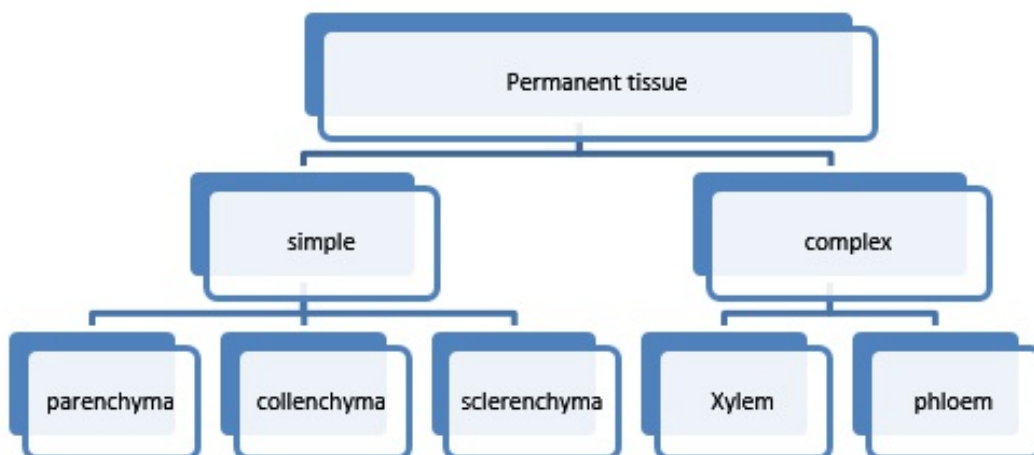 Permanent tissue
simple
complex
parenchyma
collenchyma
sclerenchyma
Xylem
phloem